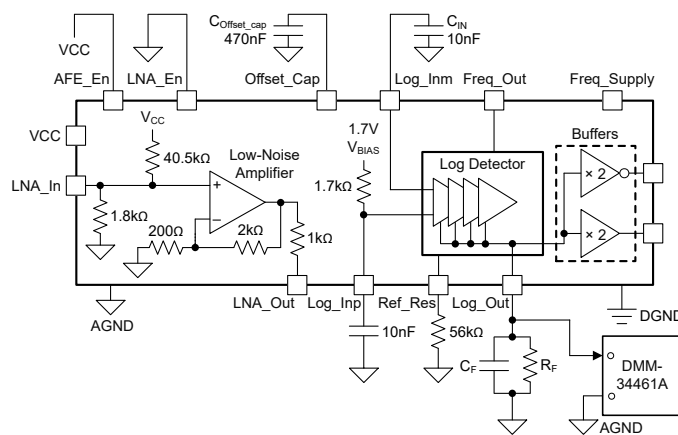 C_Offset_cap
470nF
C_IN
10nF
VCC
AFE_En
LNA_En
Offset_Cap
Log_Inm
Freq_Out
Freq_Supply
VCC
V_CC
40.5kΩ
Low-Noise
Amplifier
1.7V
V_BIAS
1.7kΩ
Log Detector
Buffers
× 2
× 2
LNA_In
1.8kΩ
200Ω
2kΩ
1kΩ
+
−
LNA_Out
Log_Inp
Ref_Res
Log_Out
AGND
DGND
10nF
56kΩ
C_F
R_F
DMM-
34461A
AGND